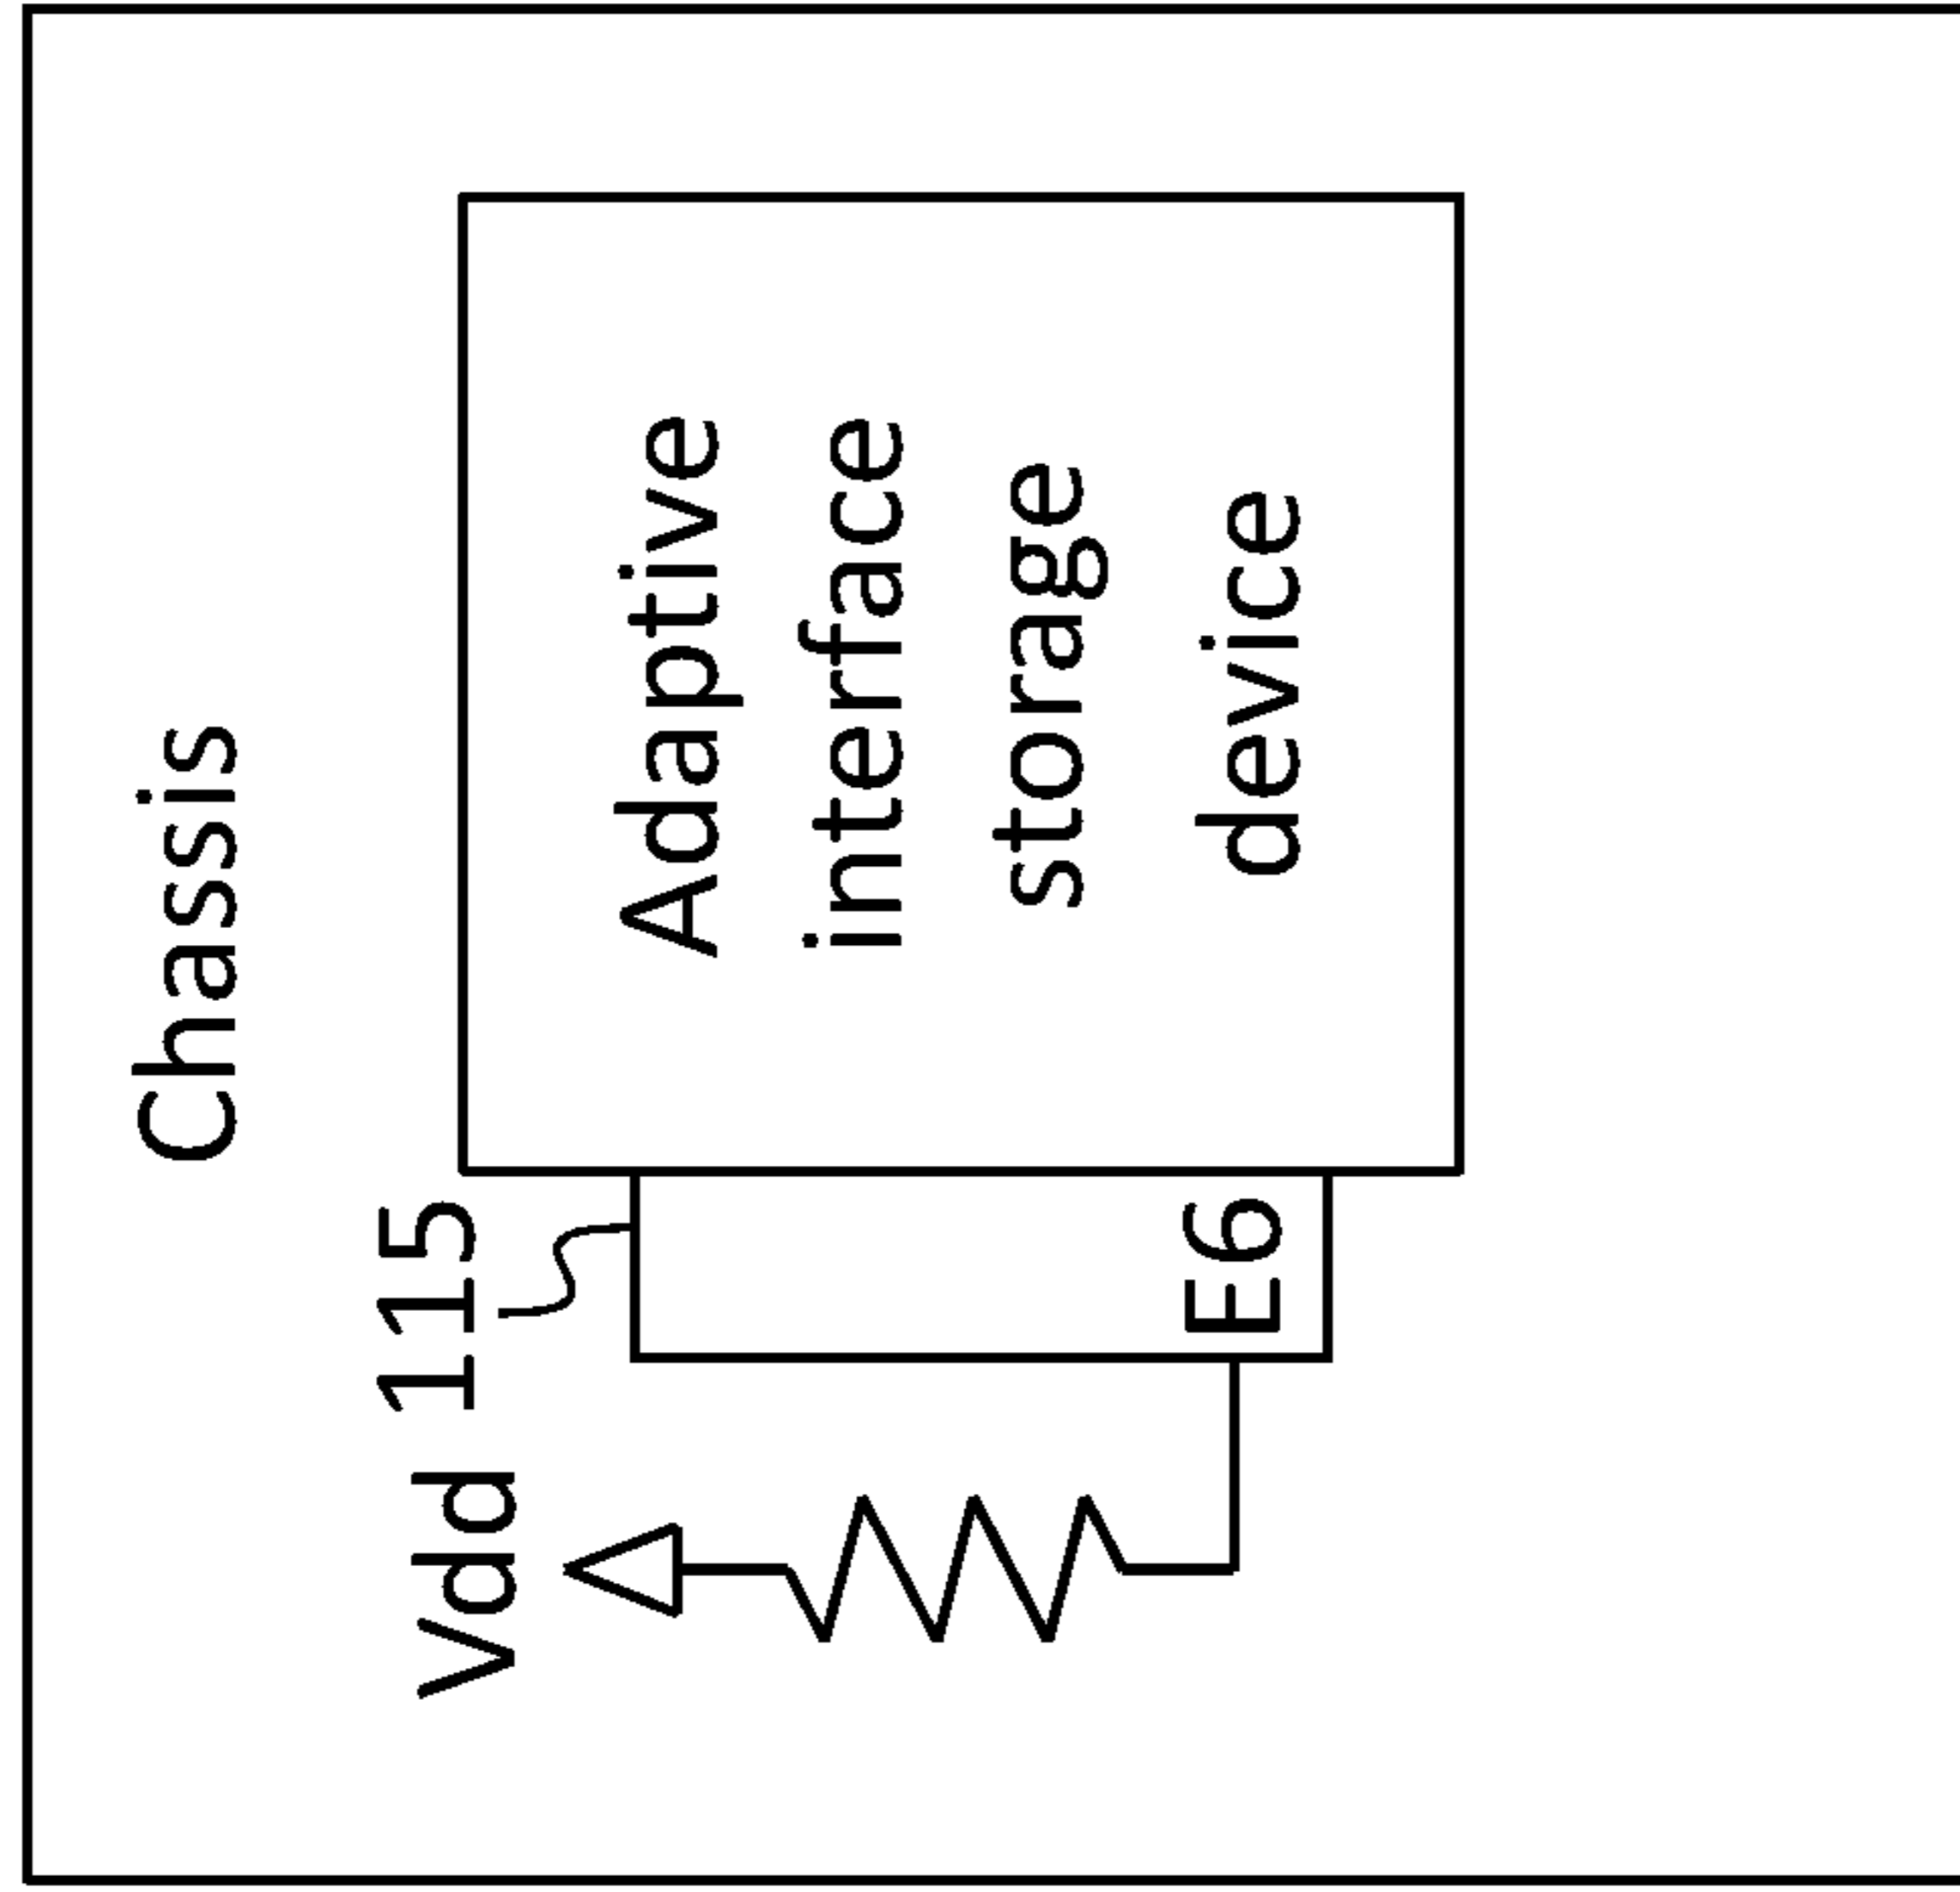 Chassis
Adaptive
interface
storage
device
115
E6
Vdd